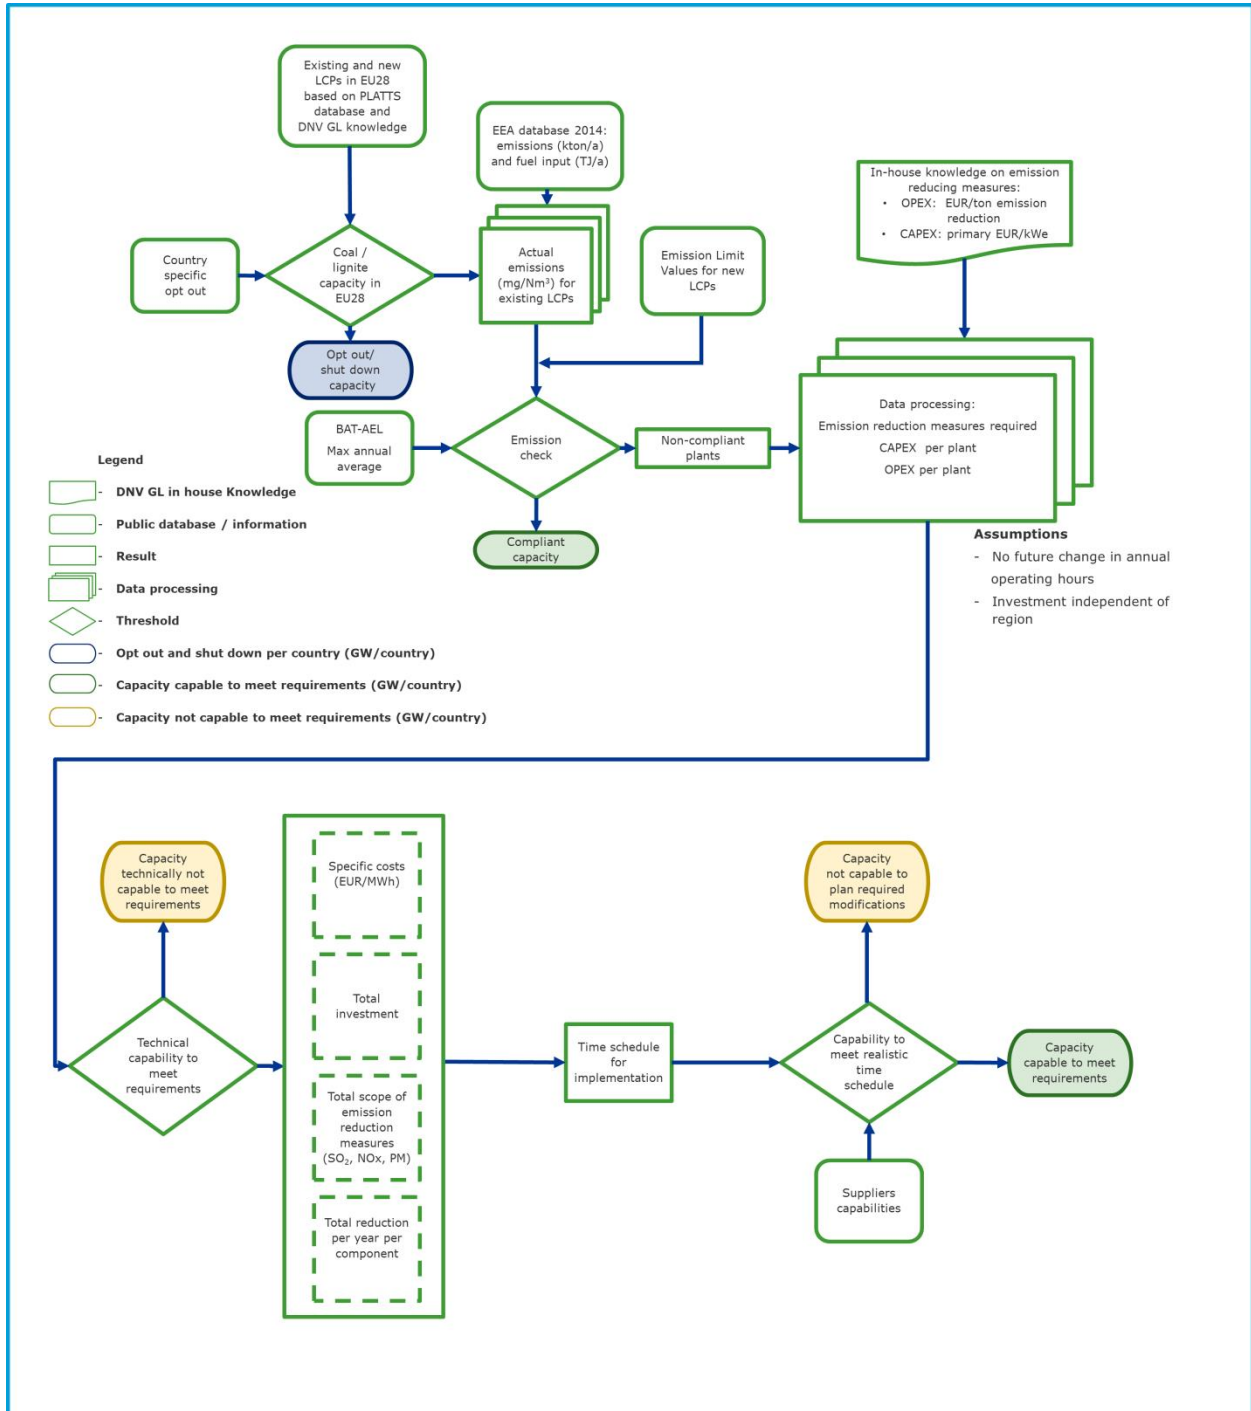 Existing and new
LCPs in EU28
based on PLATTS
database and
DNV GL knowledge
EEA database 2014:
emissions (kton/a)
and fuel input (TJ/a)
In-house knowledge on emission
reducing measures:
• OPEX: EUR/ton emission
reduction
• CAPEX: primary EUR/kWe
Country
specific
opt out
Coal /
lignite
capacity in
EU28
Actual
emissions
(mg/Nm³) for
existing LCPs
Emission Limit
Values for new
LCPs
Opt out/
shut down
capacity
BAT-AEL
Max annual
average
Emission
check
Non-compliant
plants
Data processing:
Emission reduction measures required
CAPEX per plant
OPEX per plant
Compliant
capacity
Assumptions
- No future change in annual
operating hours
- Investment independent of
region
Legend
- DNV GL in house Knowledge
- Public database / information
- Result
- Data processing
- Threshold
- Opt out and shut down per country (GW/country)
- Capacity capable to meet requirements (GW/country)
- Capacity not capable to meet requirements (GW/country)
Capacity
technically not
capable to meet
requirements
Technical
capability to
meet
requirements
Specific costs
(EUR/MWh)
Total
investment
Total scope of
emission
reduction
measures
(SO₂, NOx, PM)
Total reduction
per year per
component
Time schedule
for
implementation
Capacity
not capable to
plan required
modifications
Capability to
meet realistic
time
schedule
Capacity
capable to meet
requirements
Suppliers
capabilities